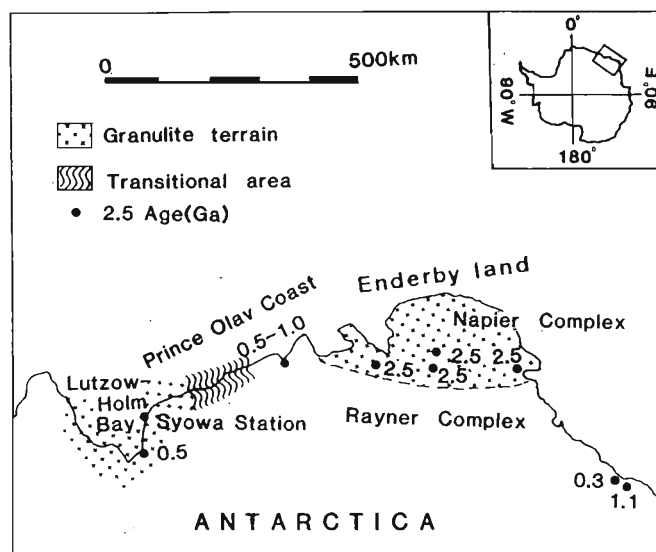 0 500km
Granulite terrain
Transitional area
2.5 Age(Ga)
0°
90°E
180°
90°W
Enderby land
Prince Olav Coast
0.5-1.0
Napier Complex
2.5
2.5
2.5
2.5
Lutzow-
Holm
Bay
Syowa Station
0.5
Rayner Complex
0.3
1.1
ANTARCTICA